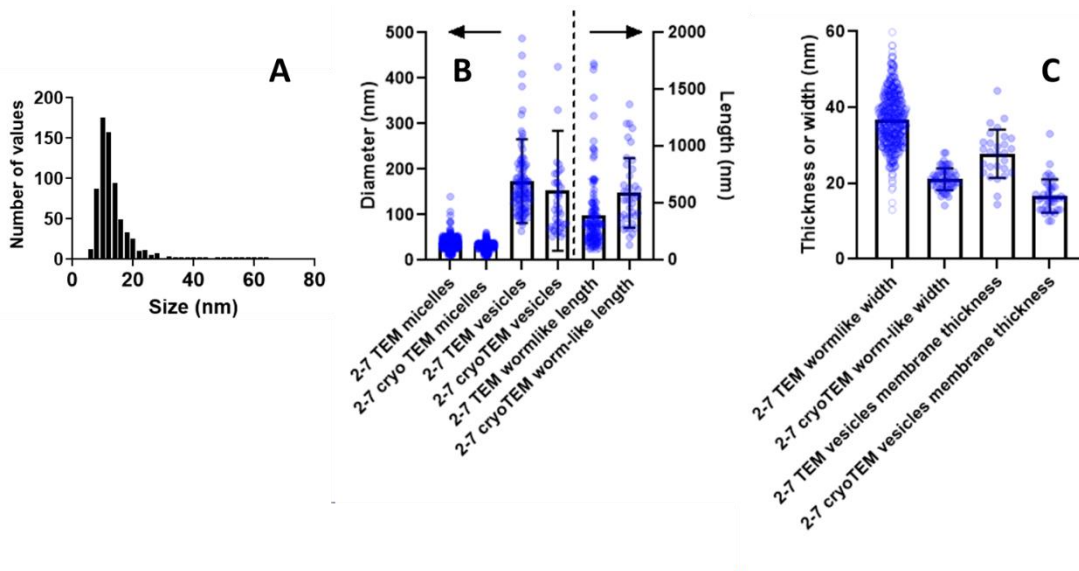 A
Number of values
200
150
100
50
0
0 20 40 60 80
Size (nm)
B
Diameter (nm)
500
400
300
200
100
0
Length (nm)
2000
1500
1000
500
0
2-7 TEM micelles
2-7 cryo TEM micelles
2-7 TEM vesicles
2-7 cryoTEM vesicles
2-7 TEM wormlike length
2-7 cryoTEM worm-like length
C
Thickness or width (nm)
60
40
20
0
2-7 TEM wormlike width
2-7 cryoTEM worm-like width
2-7 TEM vesicles membrane thickness
2-7 cryoTEM vesicles membrane thickness